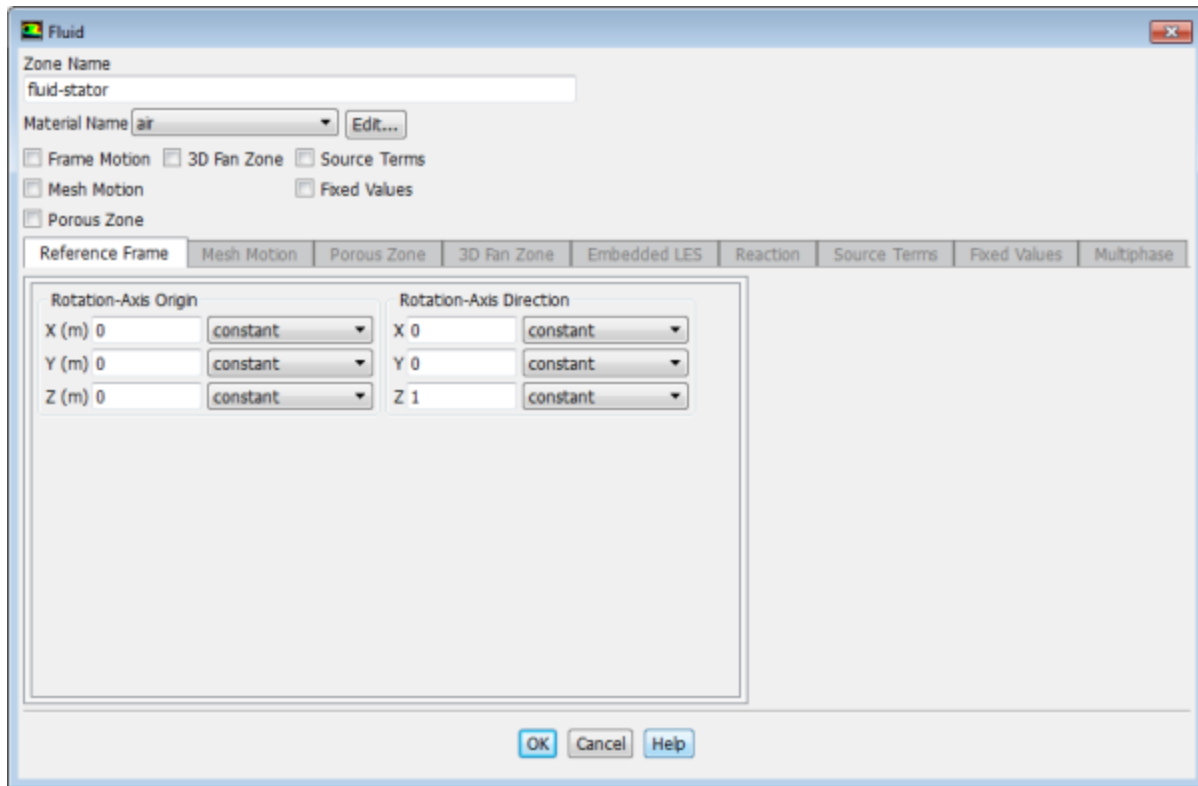 Fluid
Zone Name
fluid-stator
Material Name air Edit...
Frame Motion 3D Fan Zone Source Terms
Mesh Motion Fixed Values
Porous Zone
Reference Frame Mesh Motion Porous Zone 3D Fan Zone Embedded LES Reaction Source Terms Fixed Values Multiphase
Rotation-Axis Origin Rotation-Axis Direction
X (m) 0 constant X 0 constant
Y (m) 0 constant Y 0 constant
Z (m) 0 constant Z 1 constant
OK Cancel Help